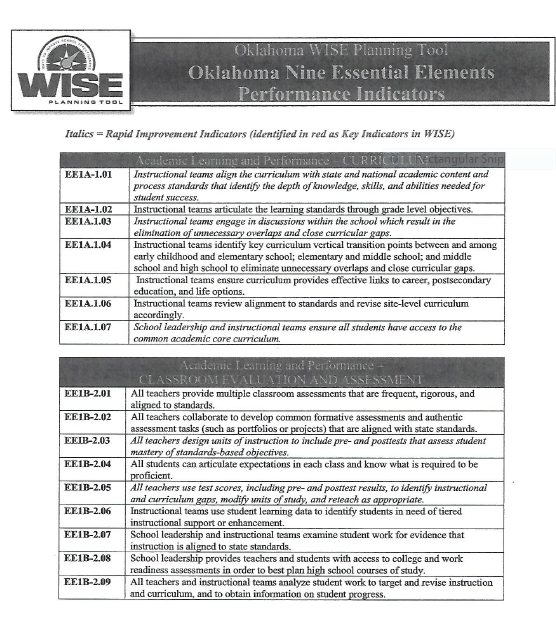 WISE
PLANNING TOOL
Oklahoma WISE Planning Tool
Oklahoma Nine Essential Elements
Performance Indicators
Italics = Rapid Improvement Indicators (identified in red as Key Indicators in WISE)
Academic Learning and Performance – CURRICULUM
Rectangular Snip
EE1A-1.01 Instructional teams align the curriculum with state and national academic content and
process standards that identify the depth of knowledge, skills, and abilities needed for
student success.
EE1A-1.02 Instructional teams articulate the learning standards through grade level objectives.
EE1A.1.03 Instructional teams engage in discussions within the school which result in the
elimination of unnecessary overlaps and close curricular gaps.
EE1A.1.04 Instructional teams identify key curriculum vertical transition points between and among
early childhood and elementary school; elementary and middle school; and middle
school and high school to eliminate unnecessary overlaps and close curricular gaps.
EE1A.1.05 Instructional teams ensure curriculum provides effective links to career, postsecondary
education, and life options.
EE1A.1.06 Instructional teams review alignment to standards and revise site-level curriculum
accordingly.
EE1A.1.07 School leadership and instructional teams ensure all students have access to the
common academic core curriculum.
Academic Learning and Performance –
CLASSROOM EVALUATION AND ASSESSMENT
EE1B-2.01 All teachers provide multiple classroom assessments that are frequent, rigorous, and
aligned to standards.
EE1B-2.02 All teachers collaborate to develop common formative assessments and authentic
assessment tasks (such as portfolios or projects) that are aligned with state standards.
EEIB-2.03 All teachers design units of instruction to include pre- and posttests that assess student
mastery of standards-based objectives.
EE1B-2.04 All students can articulate expectations in each class and know what is required to be
proficient.
EE1B-2.05 All teachers use test scores, including pre- and posttest results, to identify instructional
and curriculum gaps, modify units of study, and reteach as appropriate.
EE1B-2.06 Instructional teams use student learning data to identify students in need of tiered
instructional support or enhancement.
EE1B-2.07 School leadership and instructional teams examine student work for evidence that
instruction is aligned to state standards.
EE1B-2.08 School leadership provides teachers and students with access to college and work
readiness assessments in order to best plan high school courses of study.
EE1B-2.09 All teachers and instructional teams analyze student work to target and revise instruction
and curriculum, and to obtain information on student progress.